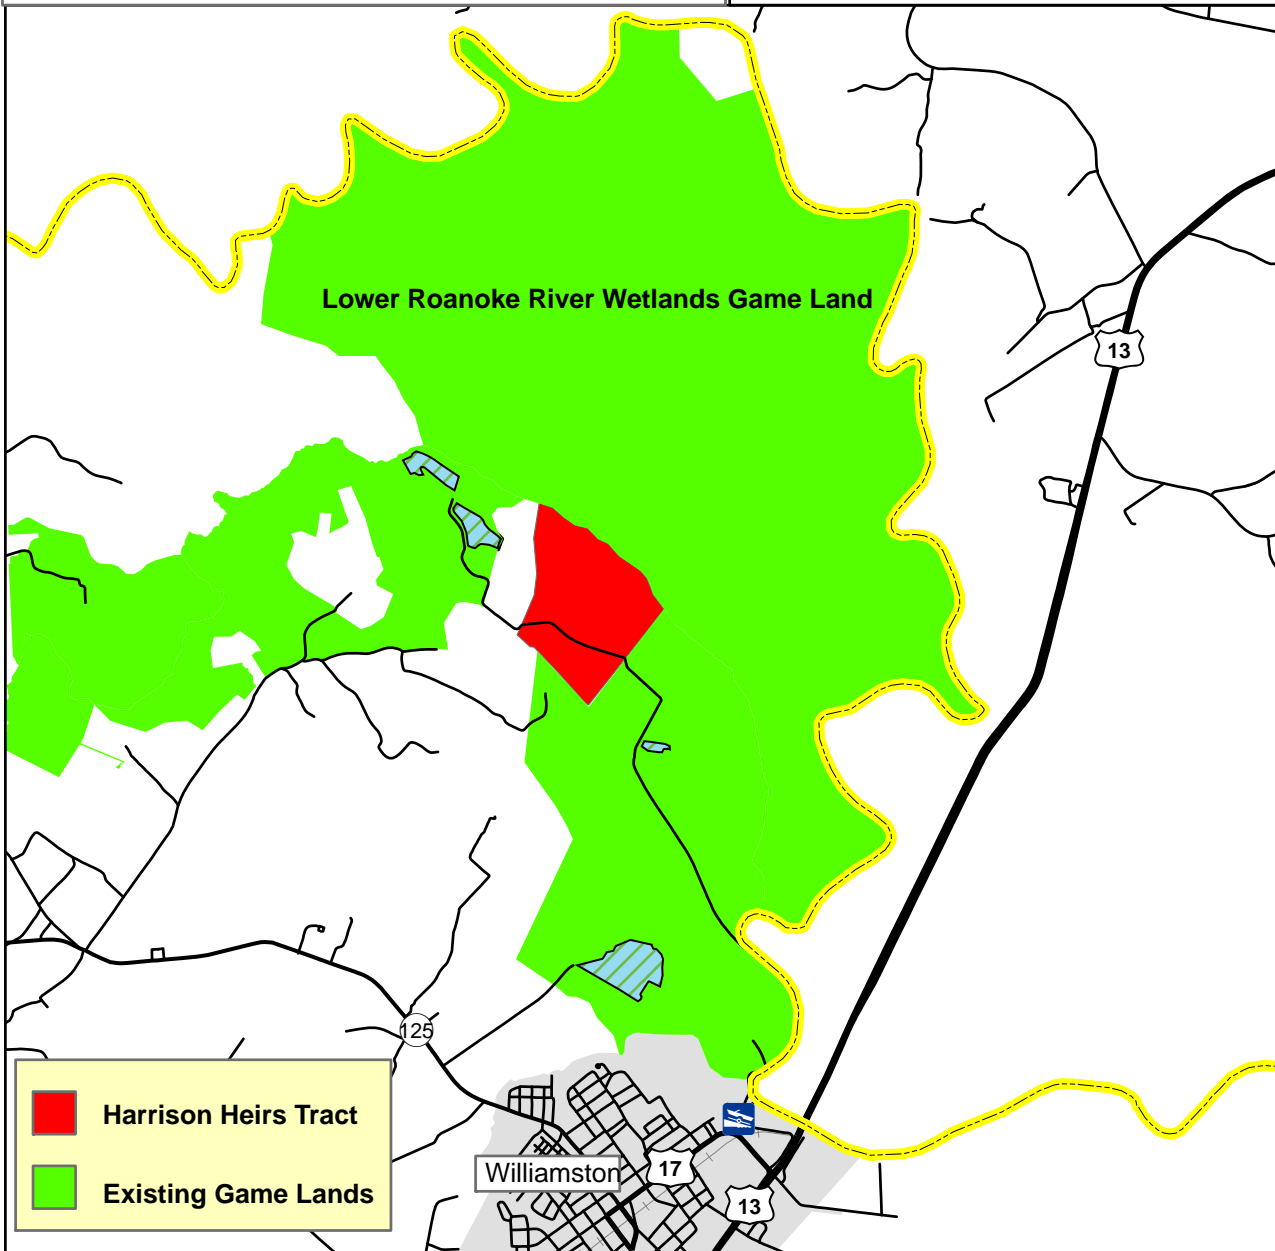 Lower Roanoke River Wetlands Game Land
13
125
Harrison Heirs Tract
Existing Game Lands
Williamston
17
13